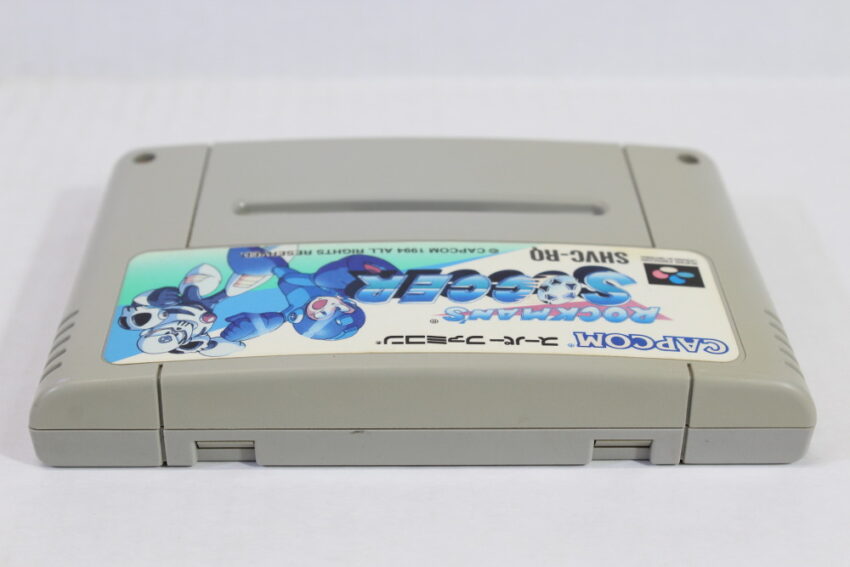 CAPCOM® スーパーファミコン®
ROCKMAN'S®
SOCCER
SHVC-RQ
© CAPCOM 1994 ALL RIGHTS RESERVED.